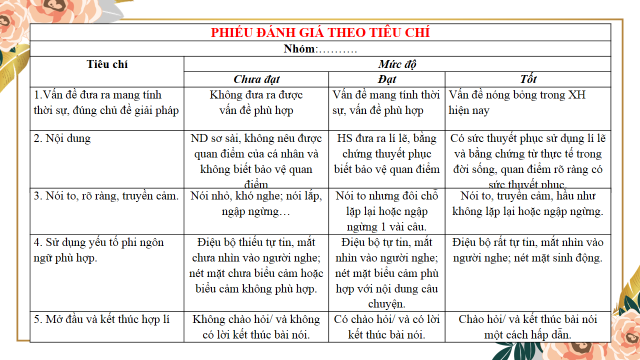 PHIẾU ĐÁNH GIÁ THEO TIÊU CHÍ
Nhóm:……….
Tiêu chí
Mức độ
Chưa đạt
Đạt
Tốt
1.Vấn đề đưa ra mang tính
thời sự, đúng chủ đề giải pháp
Không đưa ra được
vấn đề phù hợp
Vấn đề mang tính thời
sự, vấn đề phù hợp
Vấn đề nóng bỏng trong XH
hiện nay
2. Nội dung
ND sơ sài, không nêu được
quan điểm của cá nhân và
không biết bảo vệ quan
điểm
HS đưa ra lí lẽ, bằng
chứng thuyết phục
biết bảo vệ quan điểm
Có sức thuyết phục sử dụng lí lẽ
và bằng chứng từ thực tế trong
đời sống, quan điểm rõ ràng có
sức thuyết phục.
3. Nói to, rõ ràng, truyền cảm.
Nói nhỏ, khó nghe; nói lắp,
ngập ngừng…
Nói to nhưng đôi chỗ
lặp lại hoặc ngập
ngừng 1 vài câu.
Nói to, truyền cảm, hầu như
không lặp lại hoặc ngập ngừng.
4. Sử dụng yếu tố phi ngôn
ngữ phù hợp.
Điệu bộ thiếu tự tin, mắt
chưa nhìn vào người nghe;
nét mặt chưa biểu cảm hoặc
biểu cảm không phù hợp.
Điệu bộ tự tin, mắt
nhìn vào người nghe;
nét mặt biểu cảm phù
hợp với nội dung câu
chuyện.
Điệu bộ rất tự tin, mắt nhìn vào
người nghe; nét mặt sinh động.
5. Mở đầu và kết thúc hợp lí
Không chào hỏi/ và không
có lời kết thúc bài nói.
Có chào hỏi/ và có lời
kết thúc bài nói.
Chào hỏi/ và kết thúc bài nói
một cách hấp dẫn.